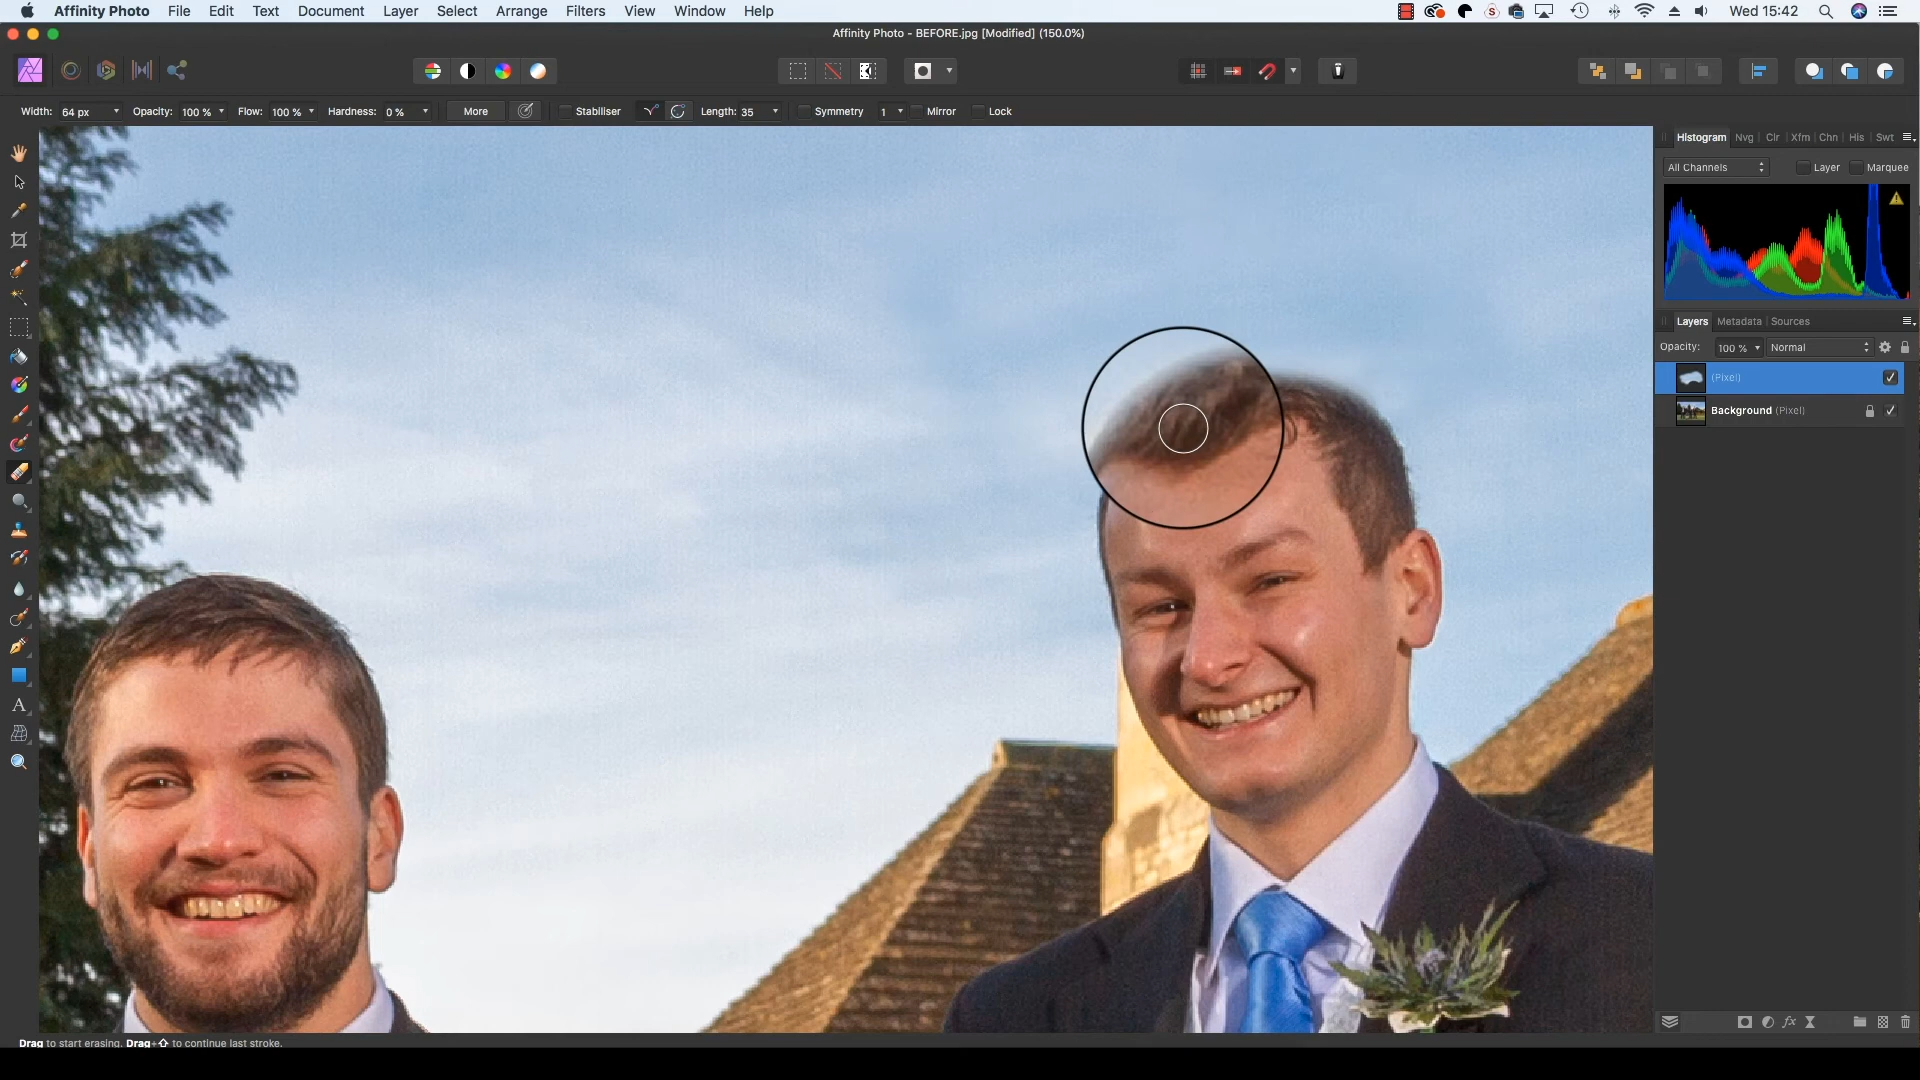 Affinity Photo File Edit Text Document Layer Select Arrange Filters View Window Help Wed 15:42
Affinity Photo - BEFORE.jpg [Modified] (150.0%)
Width: 64 px Opacity: 100 % Flow: 100 % Hardness: 0 % More Stabiliser Length: 35 Symmetry 1 Mirror Lock
Histogram Nvg Clr Xfm Chn His Swt
All Channels Layer Marquee
Layers Metadata Sources
Opacity: 100 % Normal
(Pixel)
Background (Pixel)
Drag to start erasing. Drag+⇧ to continue last stroke.